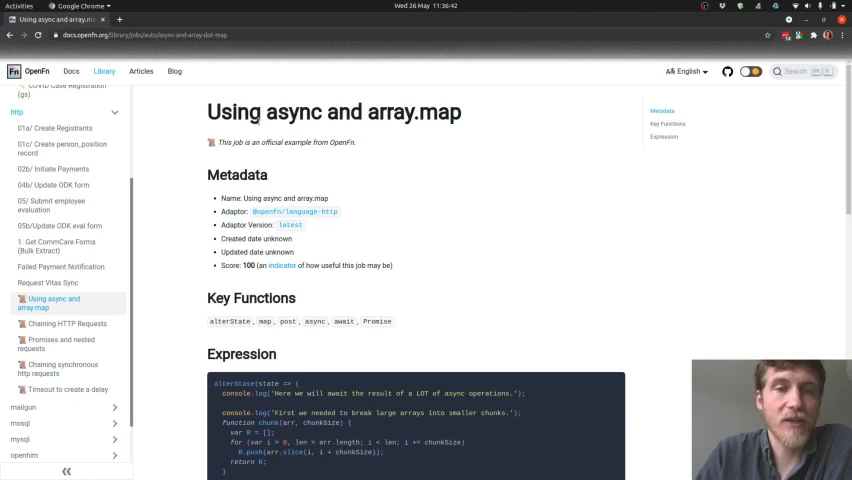 Activities
Google Chrome
Wed 26 May 11:36:42
Using async and array.map
docs.openfn.org/library/jobs/auto/async-and-array-dot-map
Fn OpenFn Docs Library Articles Blog
English
Search
COVID Case Registration
(gs)
http
01a/ Create Registrants
01c/ Create person_position
record
02b/ Initiate Payments
04b/ Update ODK form
05/ Submit employee
evaluation
05b/Update ODK eval form
1. Get CommCare Forms
(Bulk Extract)
Failed Payment Notification
Request Vitas Sync
Using async and
array.map
Chaining HTTP Requests
Promises and nested
requests
Chaining synchronous
http requests
Timeout to create a delay
mailgun
mssql
mysql
openhim
Using async and array.map
This job is an official example from OpenFn.
Metadata
Name: Using async and array.map
Adaptor: @openfn/language-http
Adaptor Version: latest
Created date unknown
Updated date unknown
Score: 100 (an indicator of how useful this job may be)
Key Functions
alterState, map, post, async, await, Promise
Expression
alterState(state => {
console.log('Here we will await the result of a LOT of async operations.');
console.log('First we needed to break large arrays into smaller chunks.');
function chunk(arr, chunkSize) {
var R = [];
for (var i = 0, len = arr.length; i < len; i += chunkSize)
R.push(arr.slice(i, i + chunkSize));
return R;
}
Metadata
Key Functions
Expression